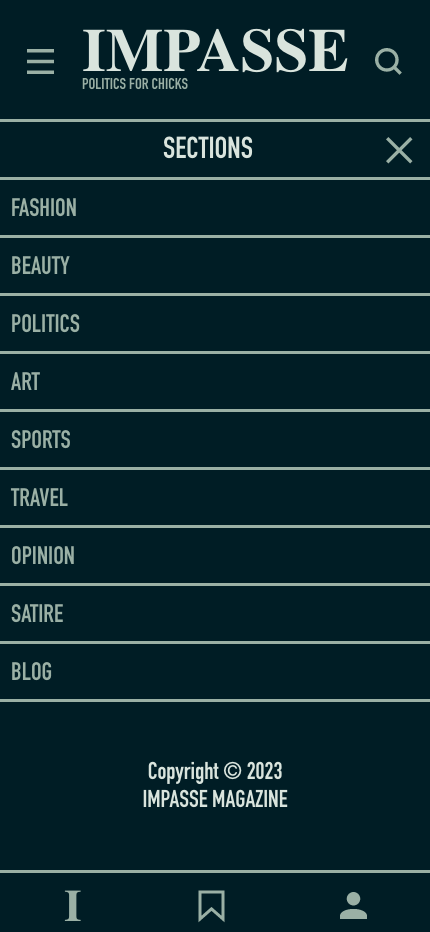 IMPASSE
POLITICS FOR CHICKS
SECTIONS
FASHION
BEAUTY
POLITICS
ART
SPORTS
TRAVEL
OPINION
SATIRE
BLOG
Copyright © 2023
IMPASSE MAGAZINE
I